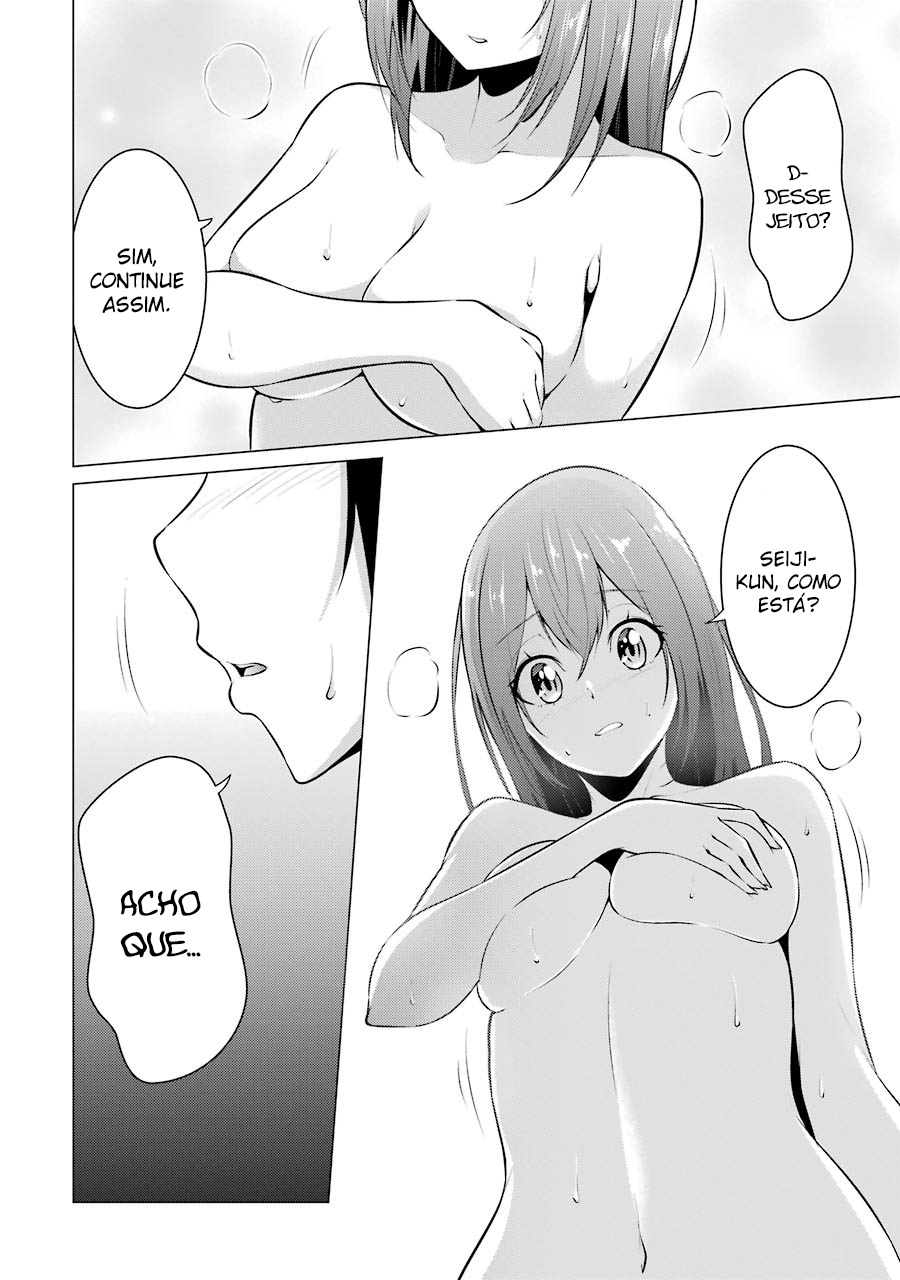 D-
DESSE
JEITO?
SIM,
CONTINUE
ASSIM.
SEIJI-
KUN, COMO
ESTÁ?
ACHO
QUE...